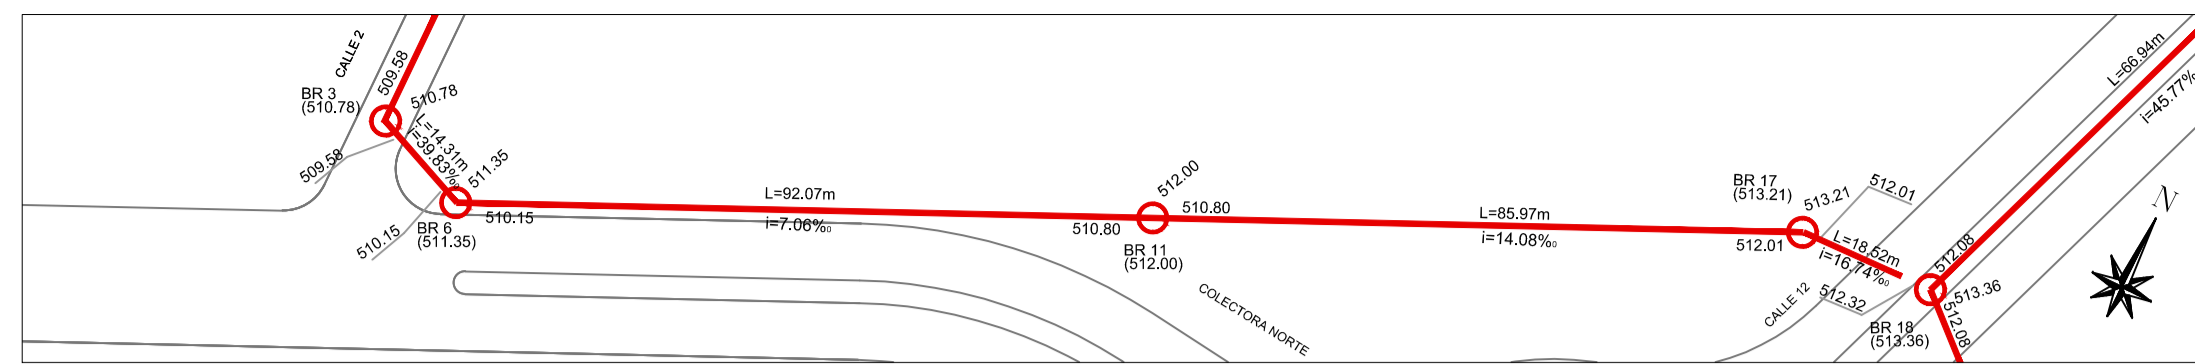 CALLE 2
509.58
BR 3
(510.78)
510.78
L=14.31m
i=39.83‰
509.58
511.35
510.15
510.15
BR 6
(511.35)
L=92.07m
i=7.06‰
512.00
510.80
510.80
BR 11
(512.00)
L=85.97m
i=14.08‰
BR 17
(513.21)
513.21
512.01
512.01
L=18.52m
i=16.74‰
COLECTORA NORTE
CALLE 12
512.32
512.08
513.36
512.08
BR 18
(513.36)
L=66.94m
i=45.77%
N